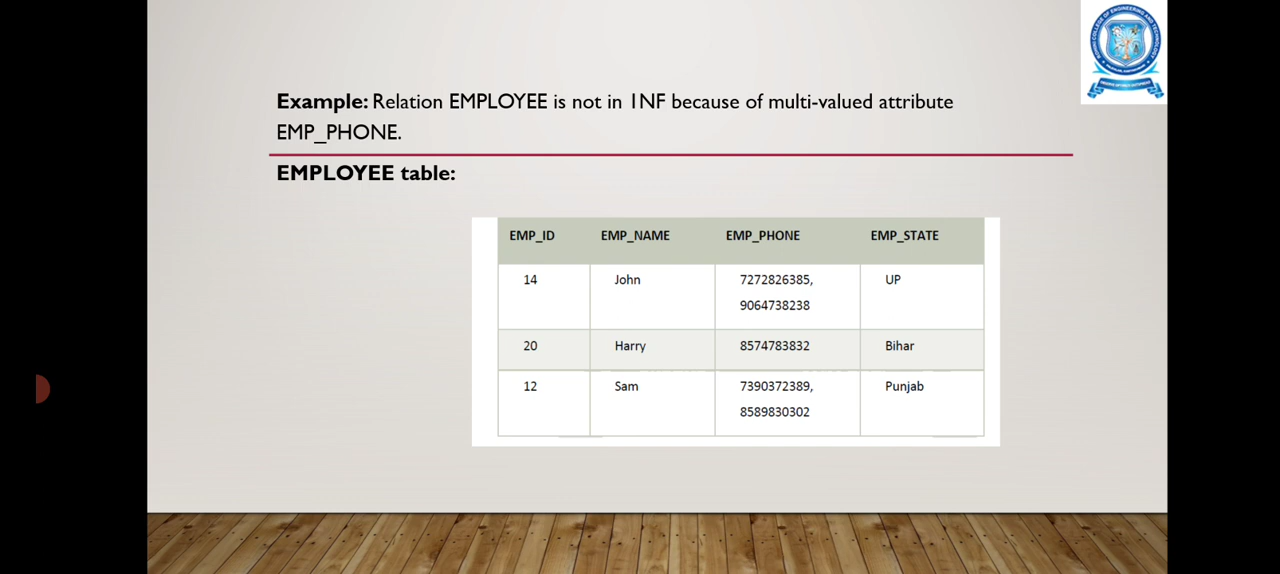 Example: Relation EMPLOYEE is not in 1NF because of multi-valued attribute
EMP_PHONE.
EMPLOYEE table:
EMP_ID EMP_NAME EMP_PHONE EMP_STATE
14 John 7272826385, UP
9064738238
20 Harry 8574783832 Bihar
12 Sam 7390372389, Punjab
8589830302